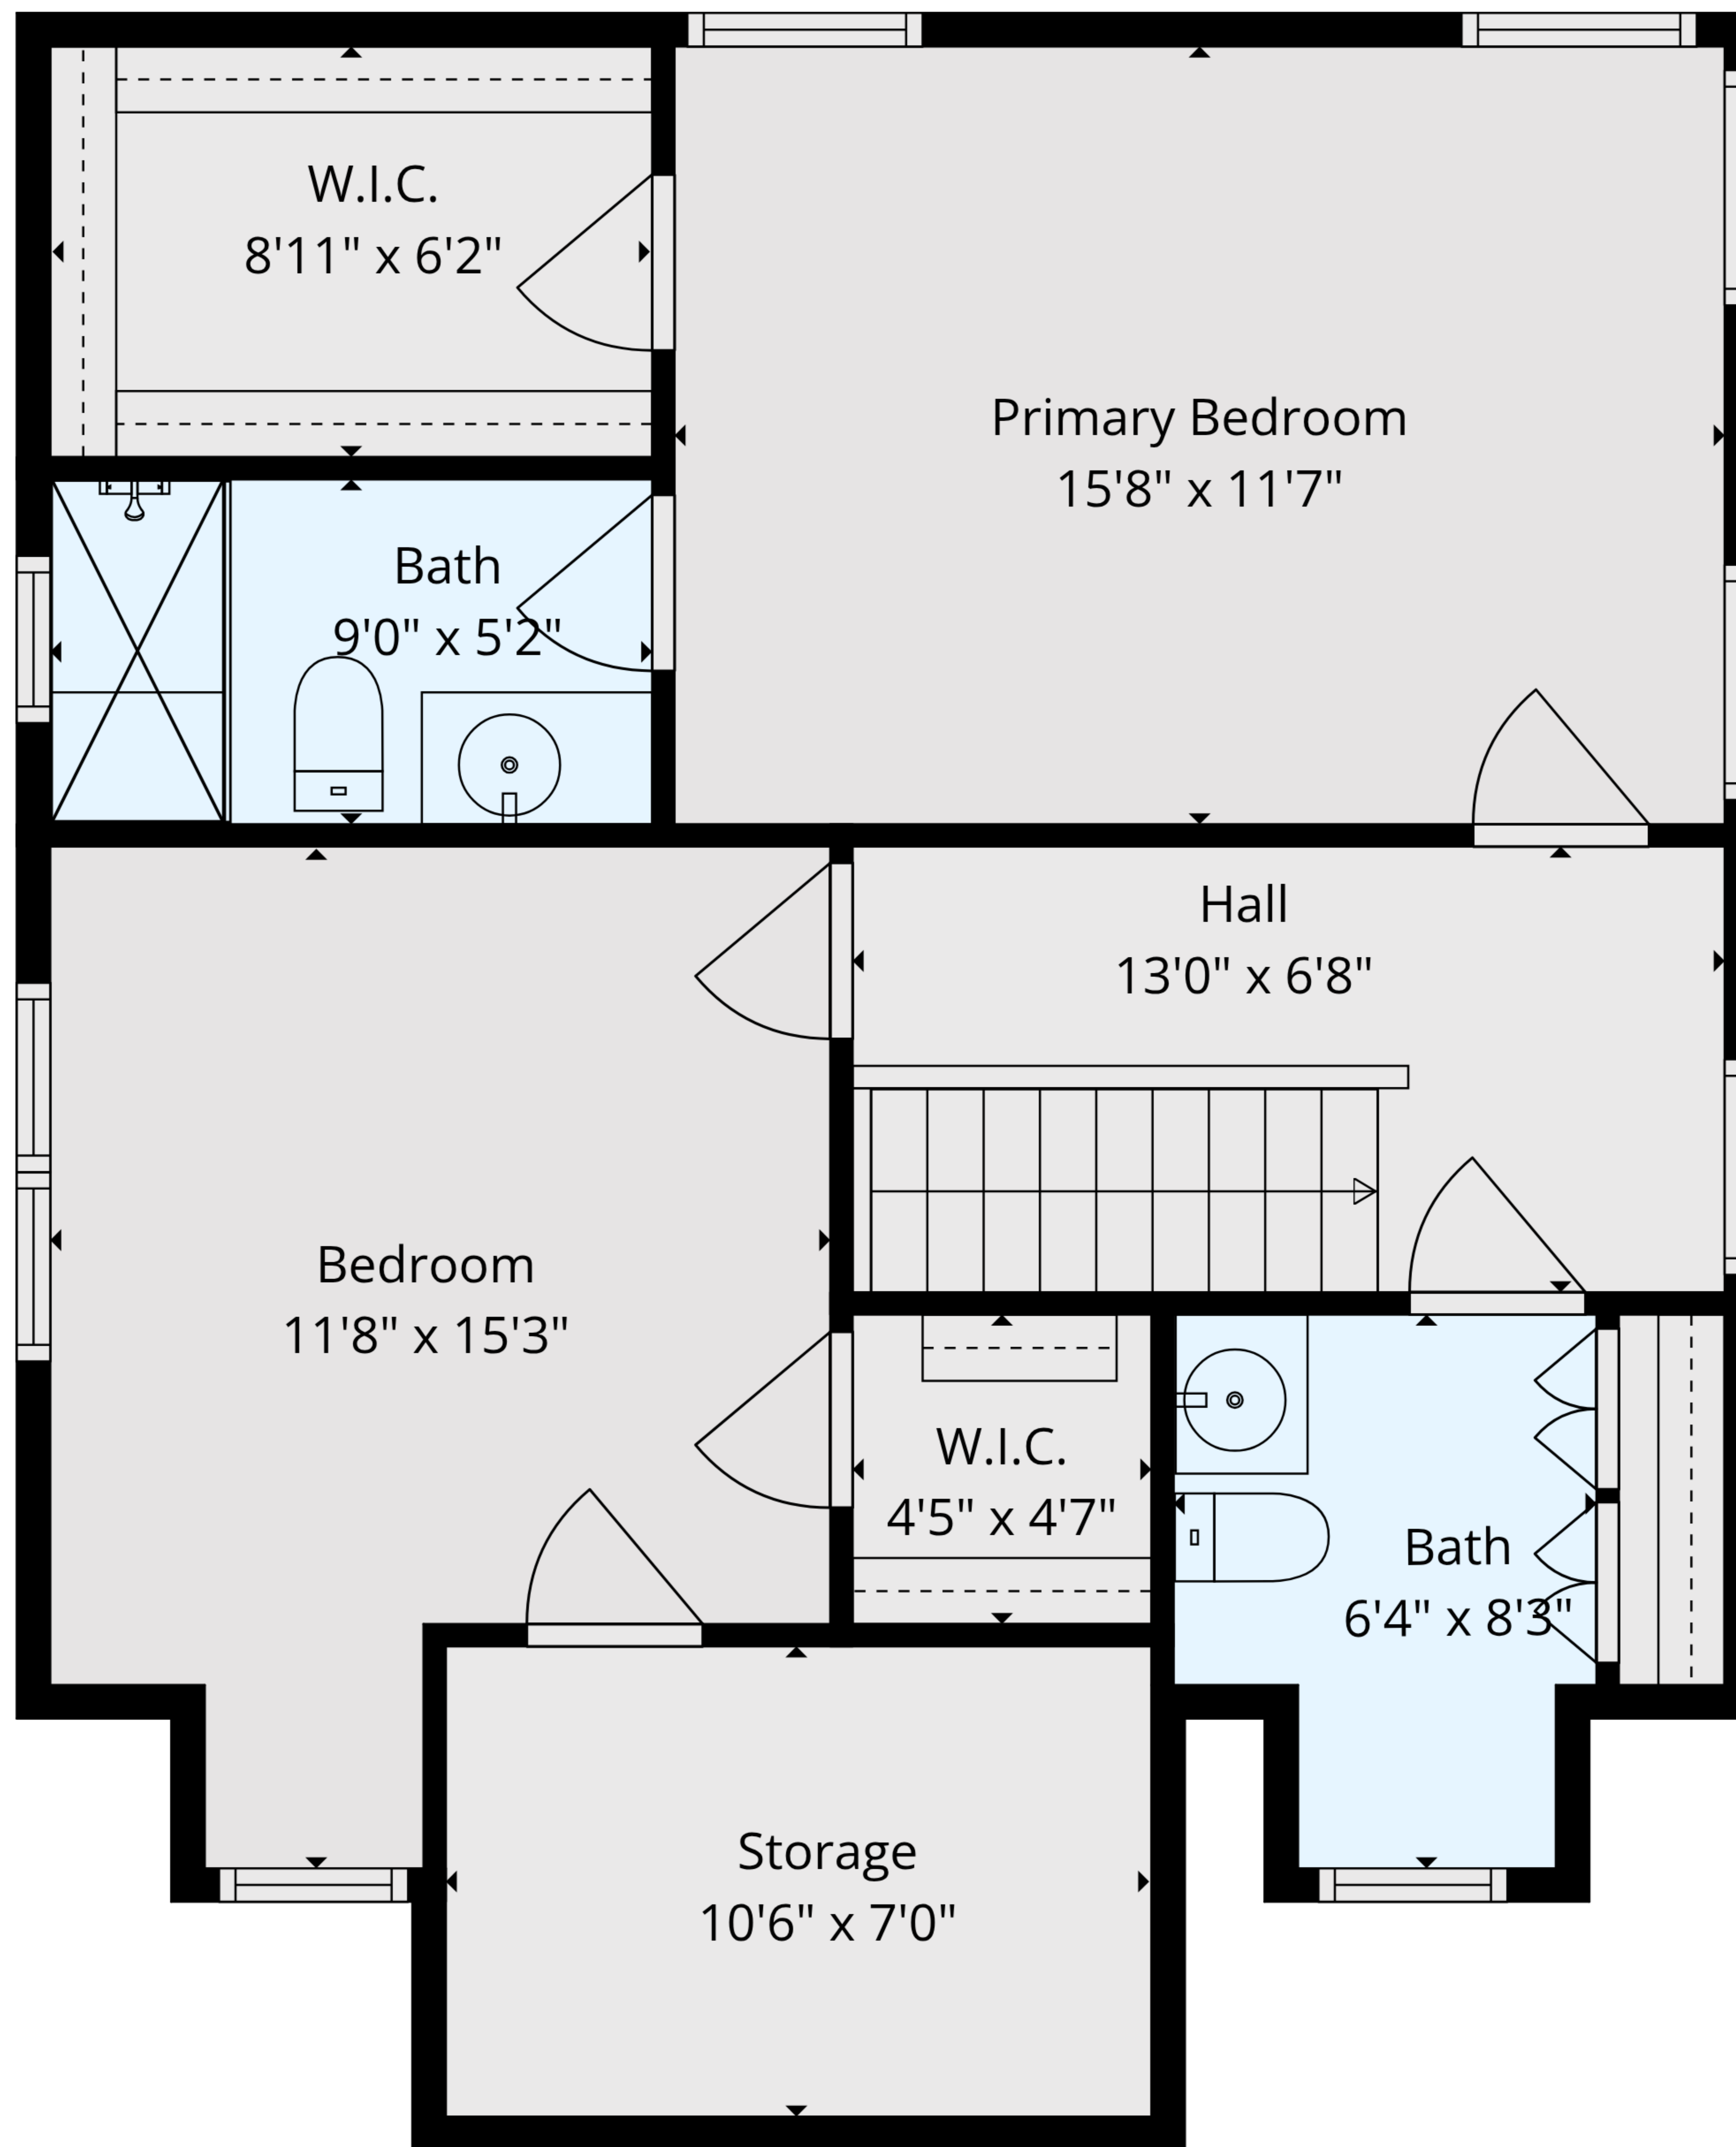 W.I.C.
8'11" x 6'2"
Primary Bedroom
15'8" x 11'7"
Bath
9'0" x 5'2"
Hall
13'0" x 6'8"
Bedroom
11'8" x 15'3"
W.I.C.
4'5" x 4'7"
Bath
6'4" x 8'3"
Storage
10'6" x 7'0"